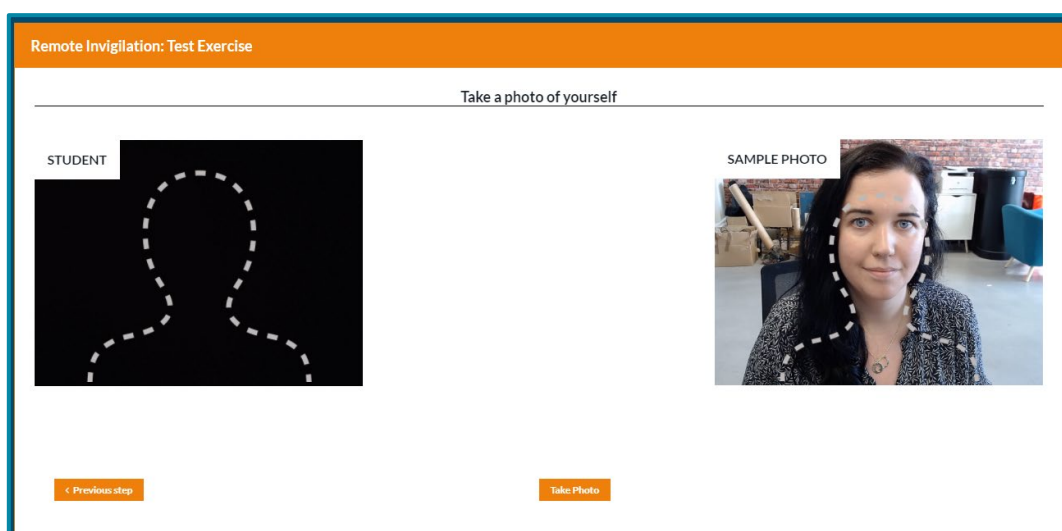 Remote Invigilation: Test Exercise
Take a photo of yourself
STUDENT
SAMPLE PHOTO
< Previous step
Take Photo